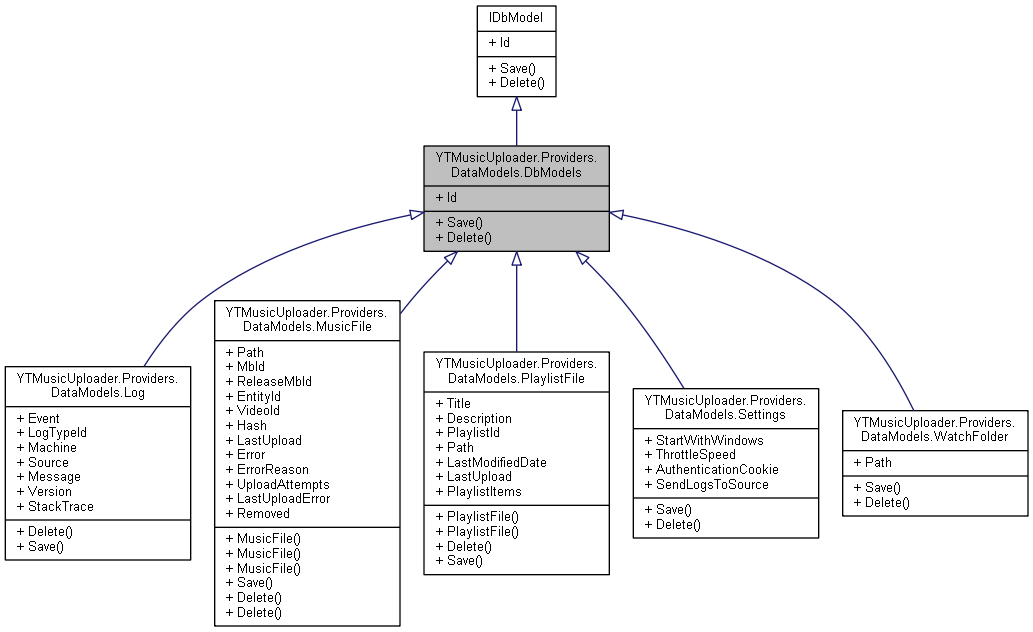 IDbModel
+ Id
+ Save()
+ Delete()
YTMusicUploader.Providers.
DataModels.DbModels
+ Id
+ Save()
+ Delete()
YTMusicUploader.Providers.
DataModels.Log
+ Event
+ LogTypeId
+ Machine
+ Source
+ Message
+ Version
+ StackTrace
+ Delete()
+ Save()
YTMusicUploader.Providers.
DataModels.MusicFile
+ Path
+ MbId
+ ReleaseMbId
+ EntityId
+ VideoId
+ Hash
+ LastUpload
+ Error
+ ErrorReason
+ UploadAttempts
+ LastUploadError
+ Removed
+ MusicFile()
+ MusicFile()
+ MusicFile()
+ Save()
+ Delete()
+ Delete()
YTMusicUploader.Providers.
DataModels.PlaylistFile
+ Title
+ Description
+ PlaylistId
+ Path
+ LastModifiedDate
+ LastUpload
+ PlaylistItems
+ PlaylistFile()
+ PlaylistFile()
+ Delete()
+ Save()
YTMusicUploader.Providers.
DataModels.Settings
+ StartWithWindows
+ ThrottleSpeed
+ AuthenticationCookie
+ SendLogsToSource
+ Save()
+ Delete()
YTMusicUploader.Providers.
DataModels.WatchFolder
+ Path
+ Save()
+ Delete()